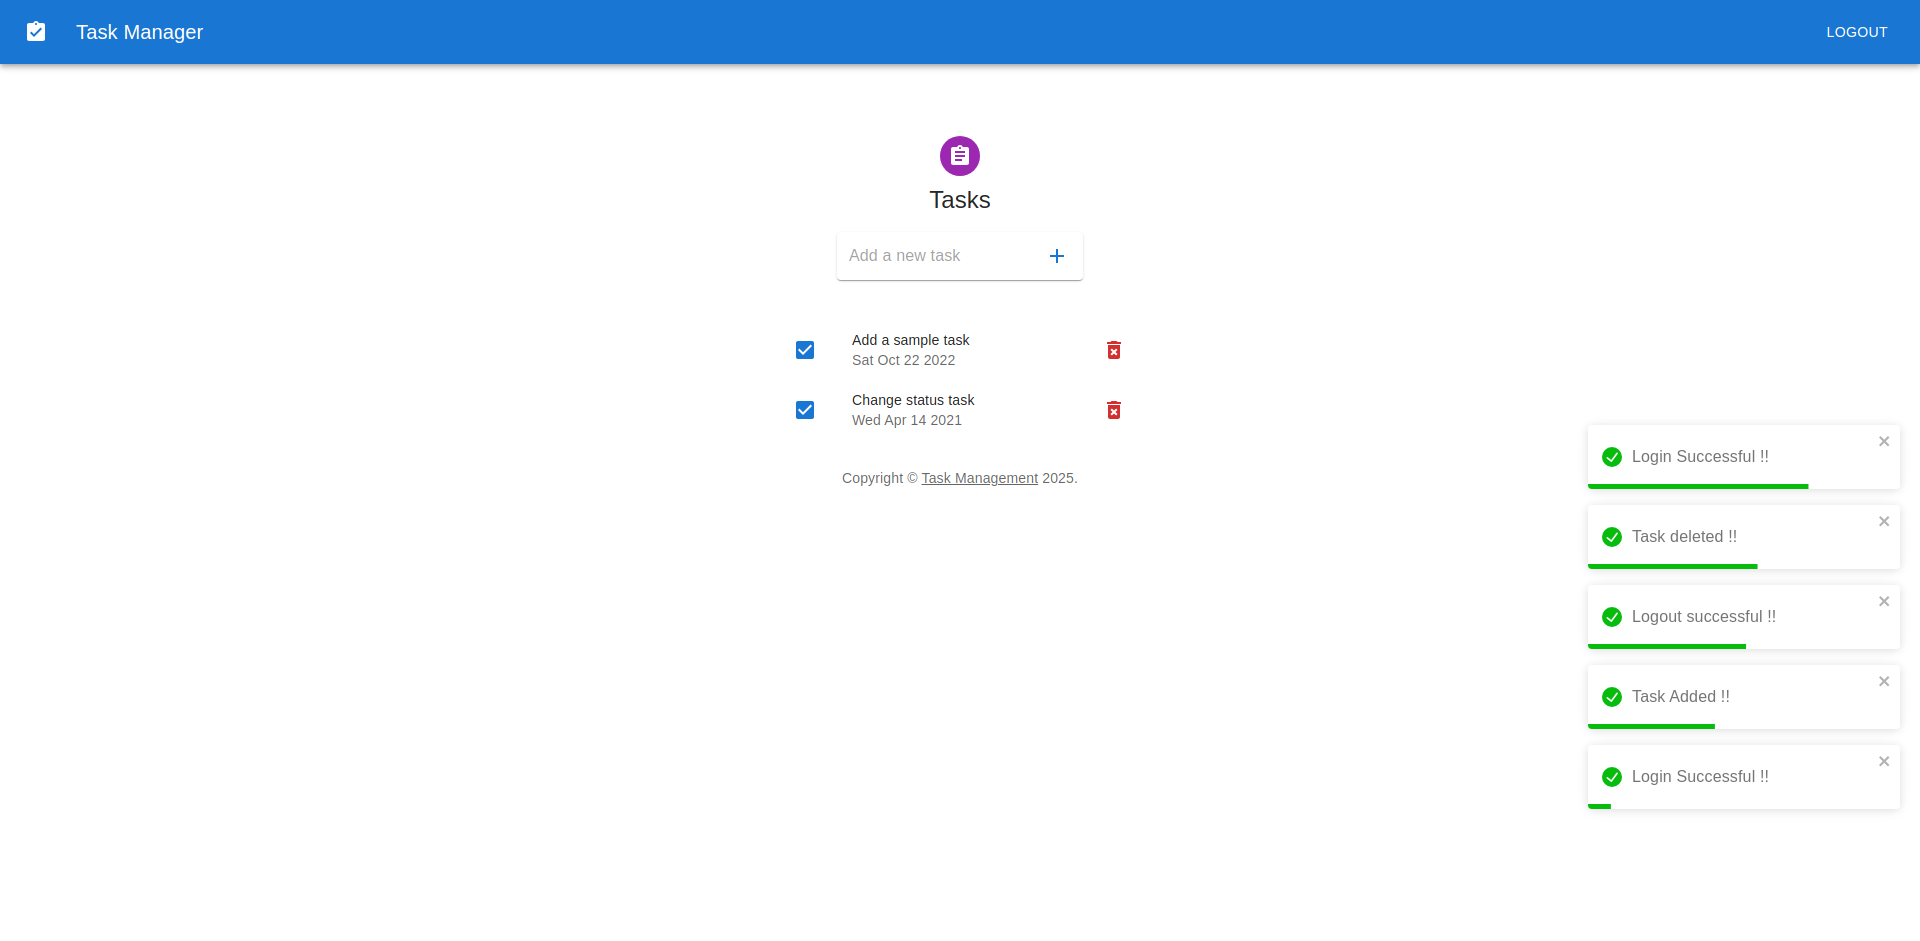 Task Manager
LOGOUT
Tasks
Add a new task
Add a sample task
Sat Oct 22 2022
Change status task
Wed Apr 14 2021
Copyright © Task Management 2025.
Login Successful !!
Task deleted !!
Logout successful !!
Task Added !!
Login Successful !!